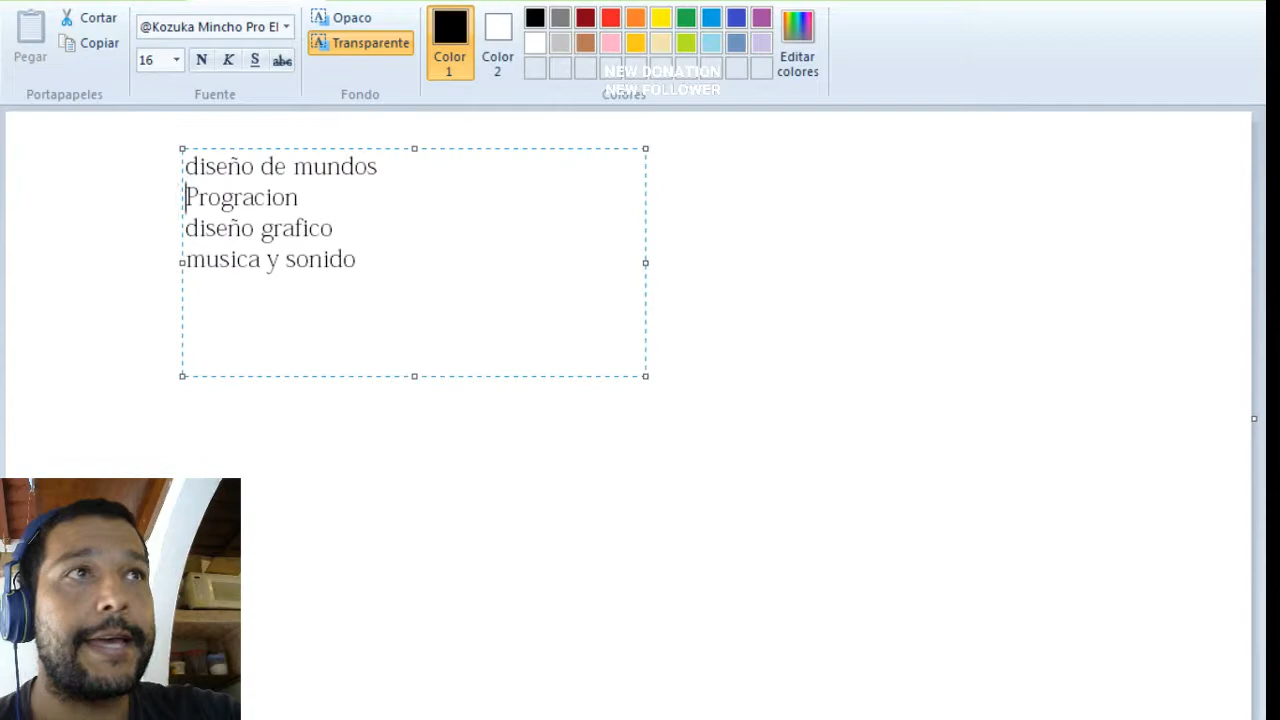 Pegar
Cortar
Copiar
Portapapeles
@Kozuka Mincho Pro El
16
N K S abc
Fuente
Opaco
Transparente
Fondo
Color 1
Color 2
Editar colores
Colores
NEW DONATION
NEW FOLLOWER
diseño de mundos
Progracion
diseño grafico
musica y sonido